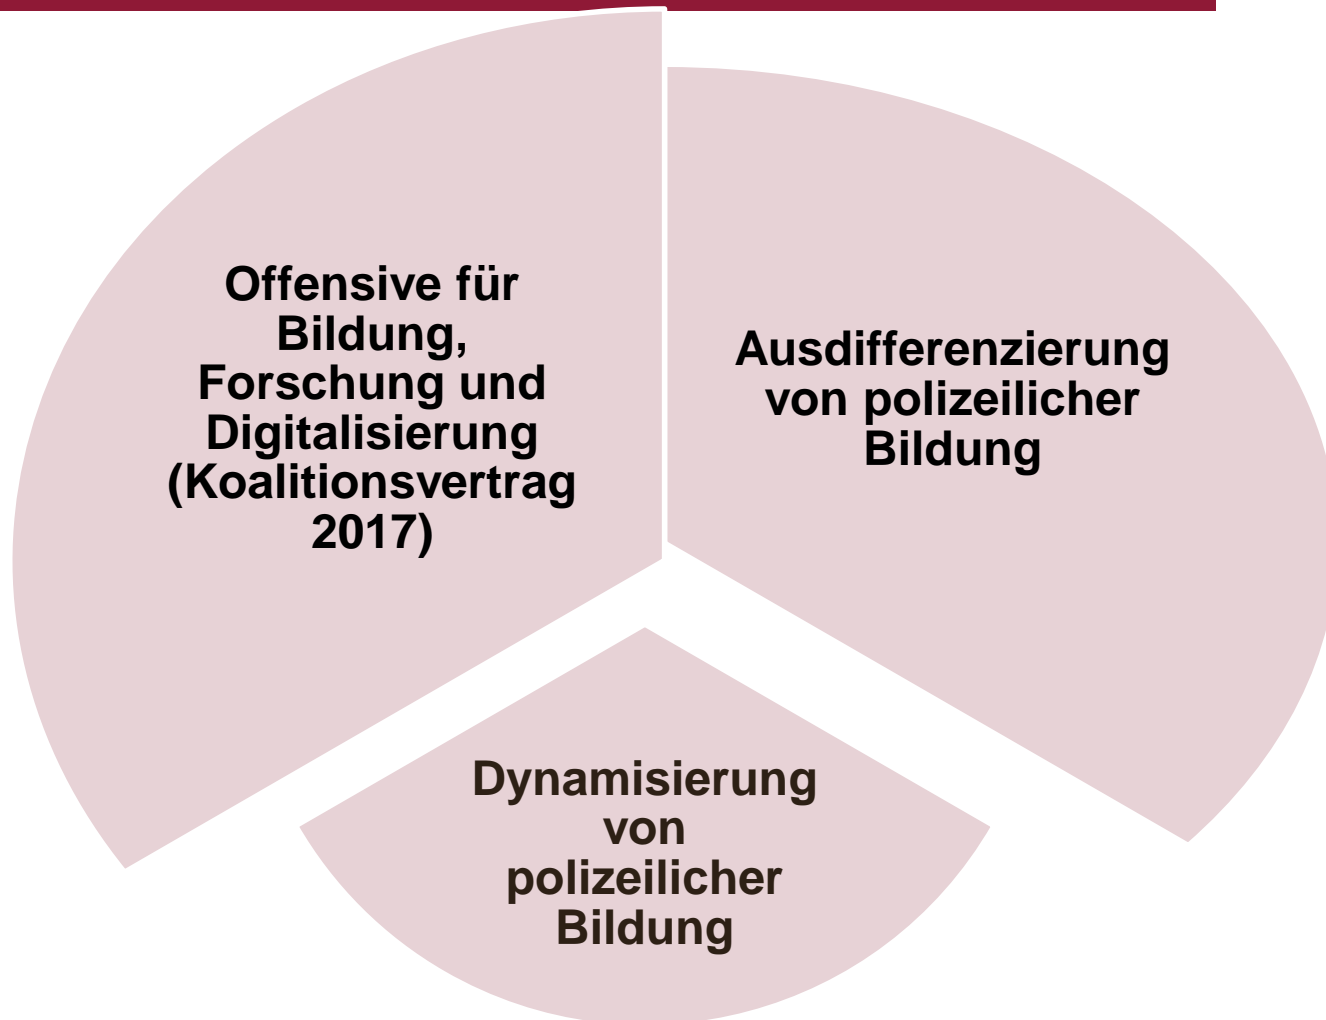 Offensive für
Bildung,
Forschung und
Digitalisierung
(Koalitionsvertrag
2017)
Ausdifferenzierung
von polizeilicher
Bildung
Dynamisierung
von
polizeilicher
Bildung